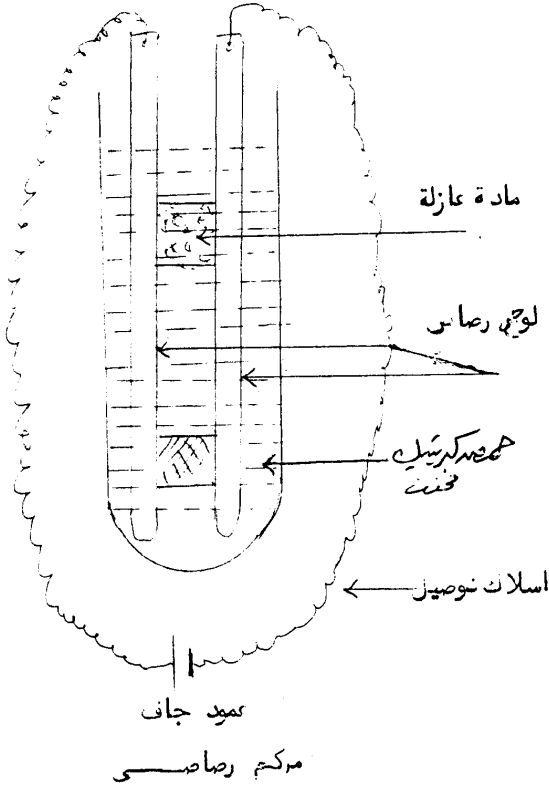 مادة عازلة
لوحي رصاص
حمض كبريتيك
مخفف
اسلاك توصيل
عمود جاف
مركم رصاصي